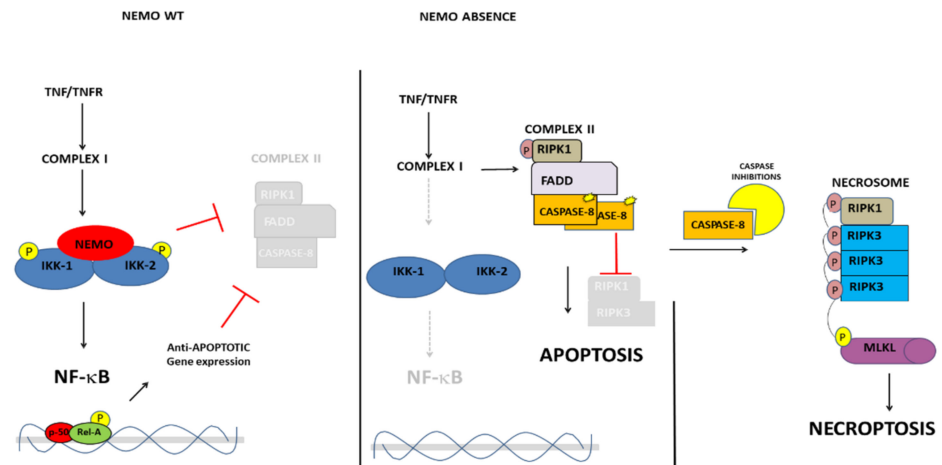 NEMO WT
NEMO ABSENCE
TNF/TNFR
COMPLEX I
COMPLEX II
RIPK1
FADD
CASPASE-8
P
P
NEMO
IKK-1
IKK-2
Anti-APOPTOTIC
Gene expression
NF-κB
P
p-50
Rel-A
TNF/TNFR
COMPLEX I
COMPLEX II
P
RIPK1
FADD
CASPASE-8
ASE-8
IKK-1
IKK-2
RIPK1
RIPK3
APOPTOSIS
NF-κB
CASPASE
INHIBITIONS
CASPASE-8
NECROSOME
P
RIPK1
P
RIPK3
P
RIPK3
P
RIPK3
P
MLKL
NECROPTOSIS